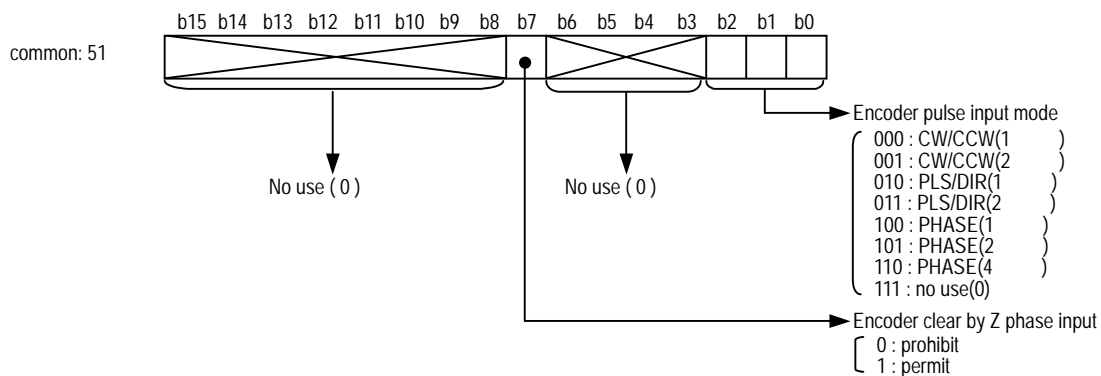 b15 b14 b13 b12 b11 b10 b9 b8 b7 b6 b5 b4 b3 b2 b1 b0
common: 51
Encoder pulse input mode
000 : CW/CCW(1 )
001 : CW/CCW(2 )
010 : PLS/DIR(1 )
011 : PLS/DIR(2 )
100 : PHASE(1 )
101 : PHASE(2 )
110 : PHASE(4 )
111 : no use(0)
No use ( 0 )
No use ( 0 )
Encoder clear by Z phase input
0 : prohibit
1 : permit